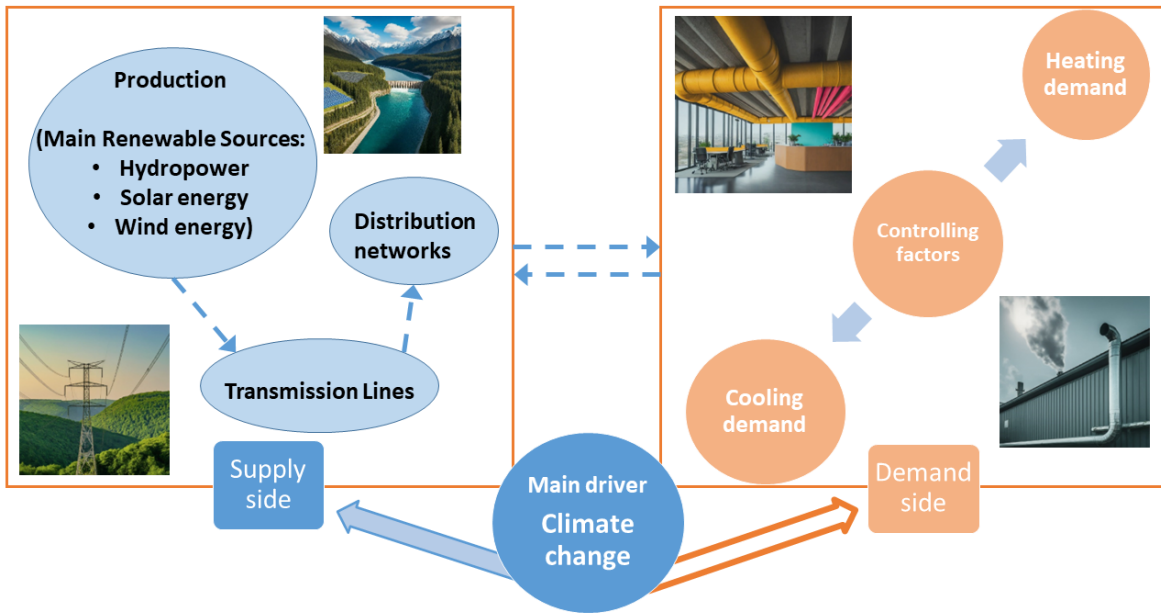 Production
(Main Renewable Sources:
• Hydropower
• Solar energy
• Wind energy)
Distribution
networks
Transmission Lines
Supply
side
Heating
demand
Controlling
factors
Cooling
demand
Demand
side
Main driver
Climate
change